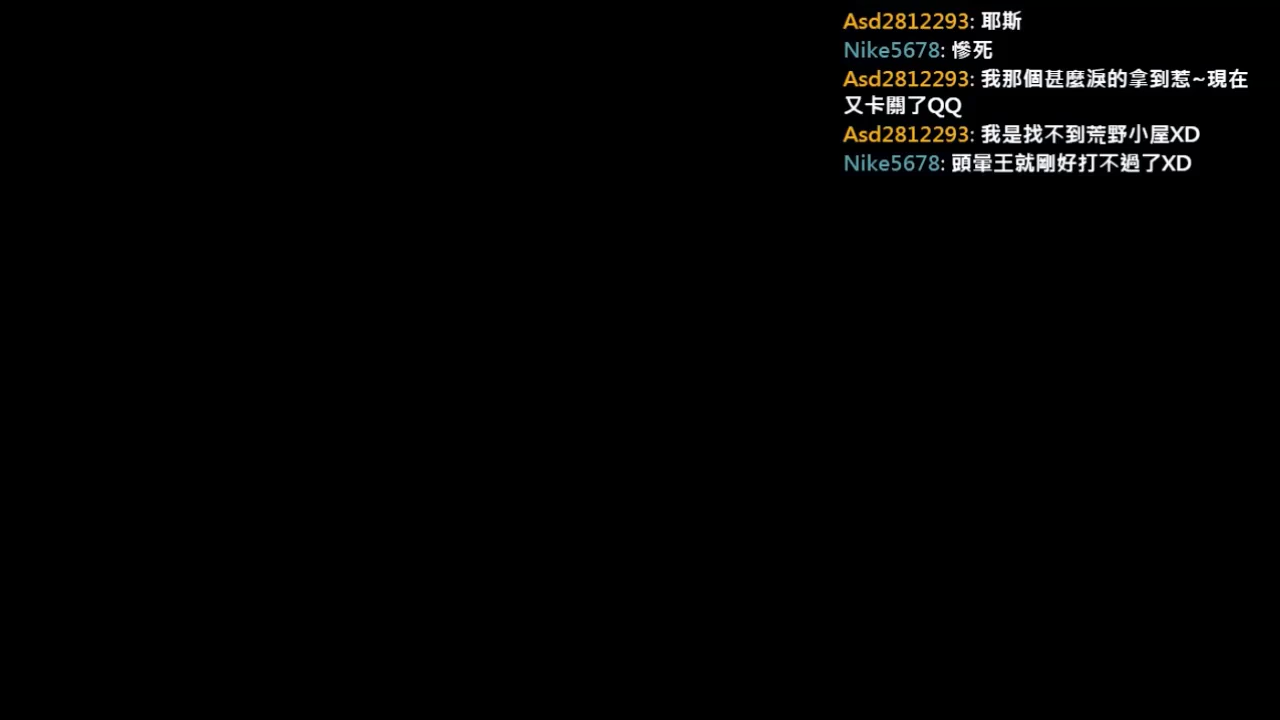 Asd2812293: 耶斯
Nike5678: 慘死
Asd2812293: 我那個甚麼淚的拿到惹~現在
又卡關了QQ
Asd2812293: 我是找不到荒野小屋XD
Nike5678: 頭暈王就剛好打不過了XD